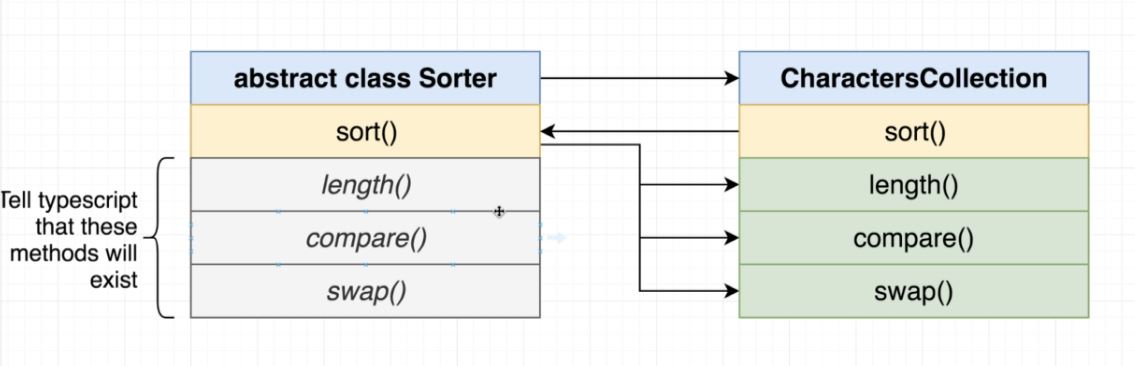 abstract class Sorter
CharactersCollection
sort()
sort()
Tell typescript
that these
methods will
exist
length()
length()
compare()
compare()
swap()
swap()